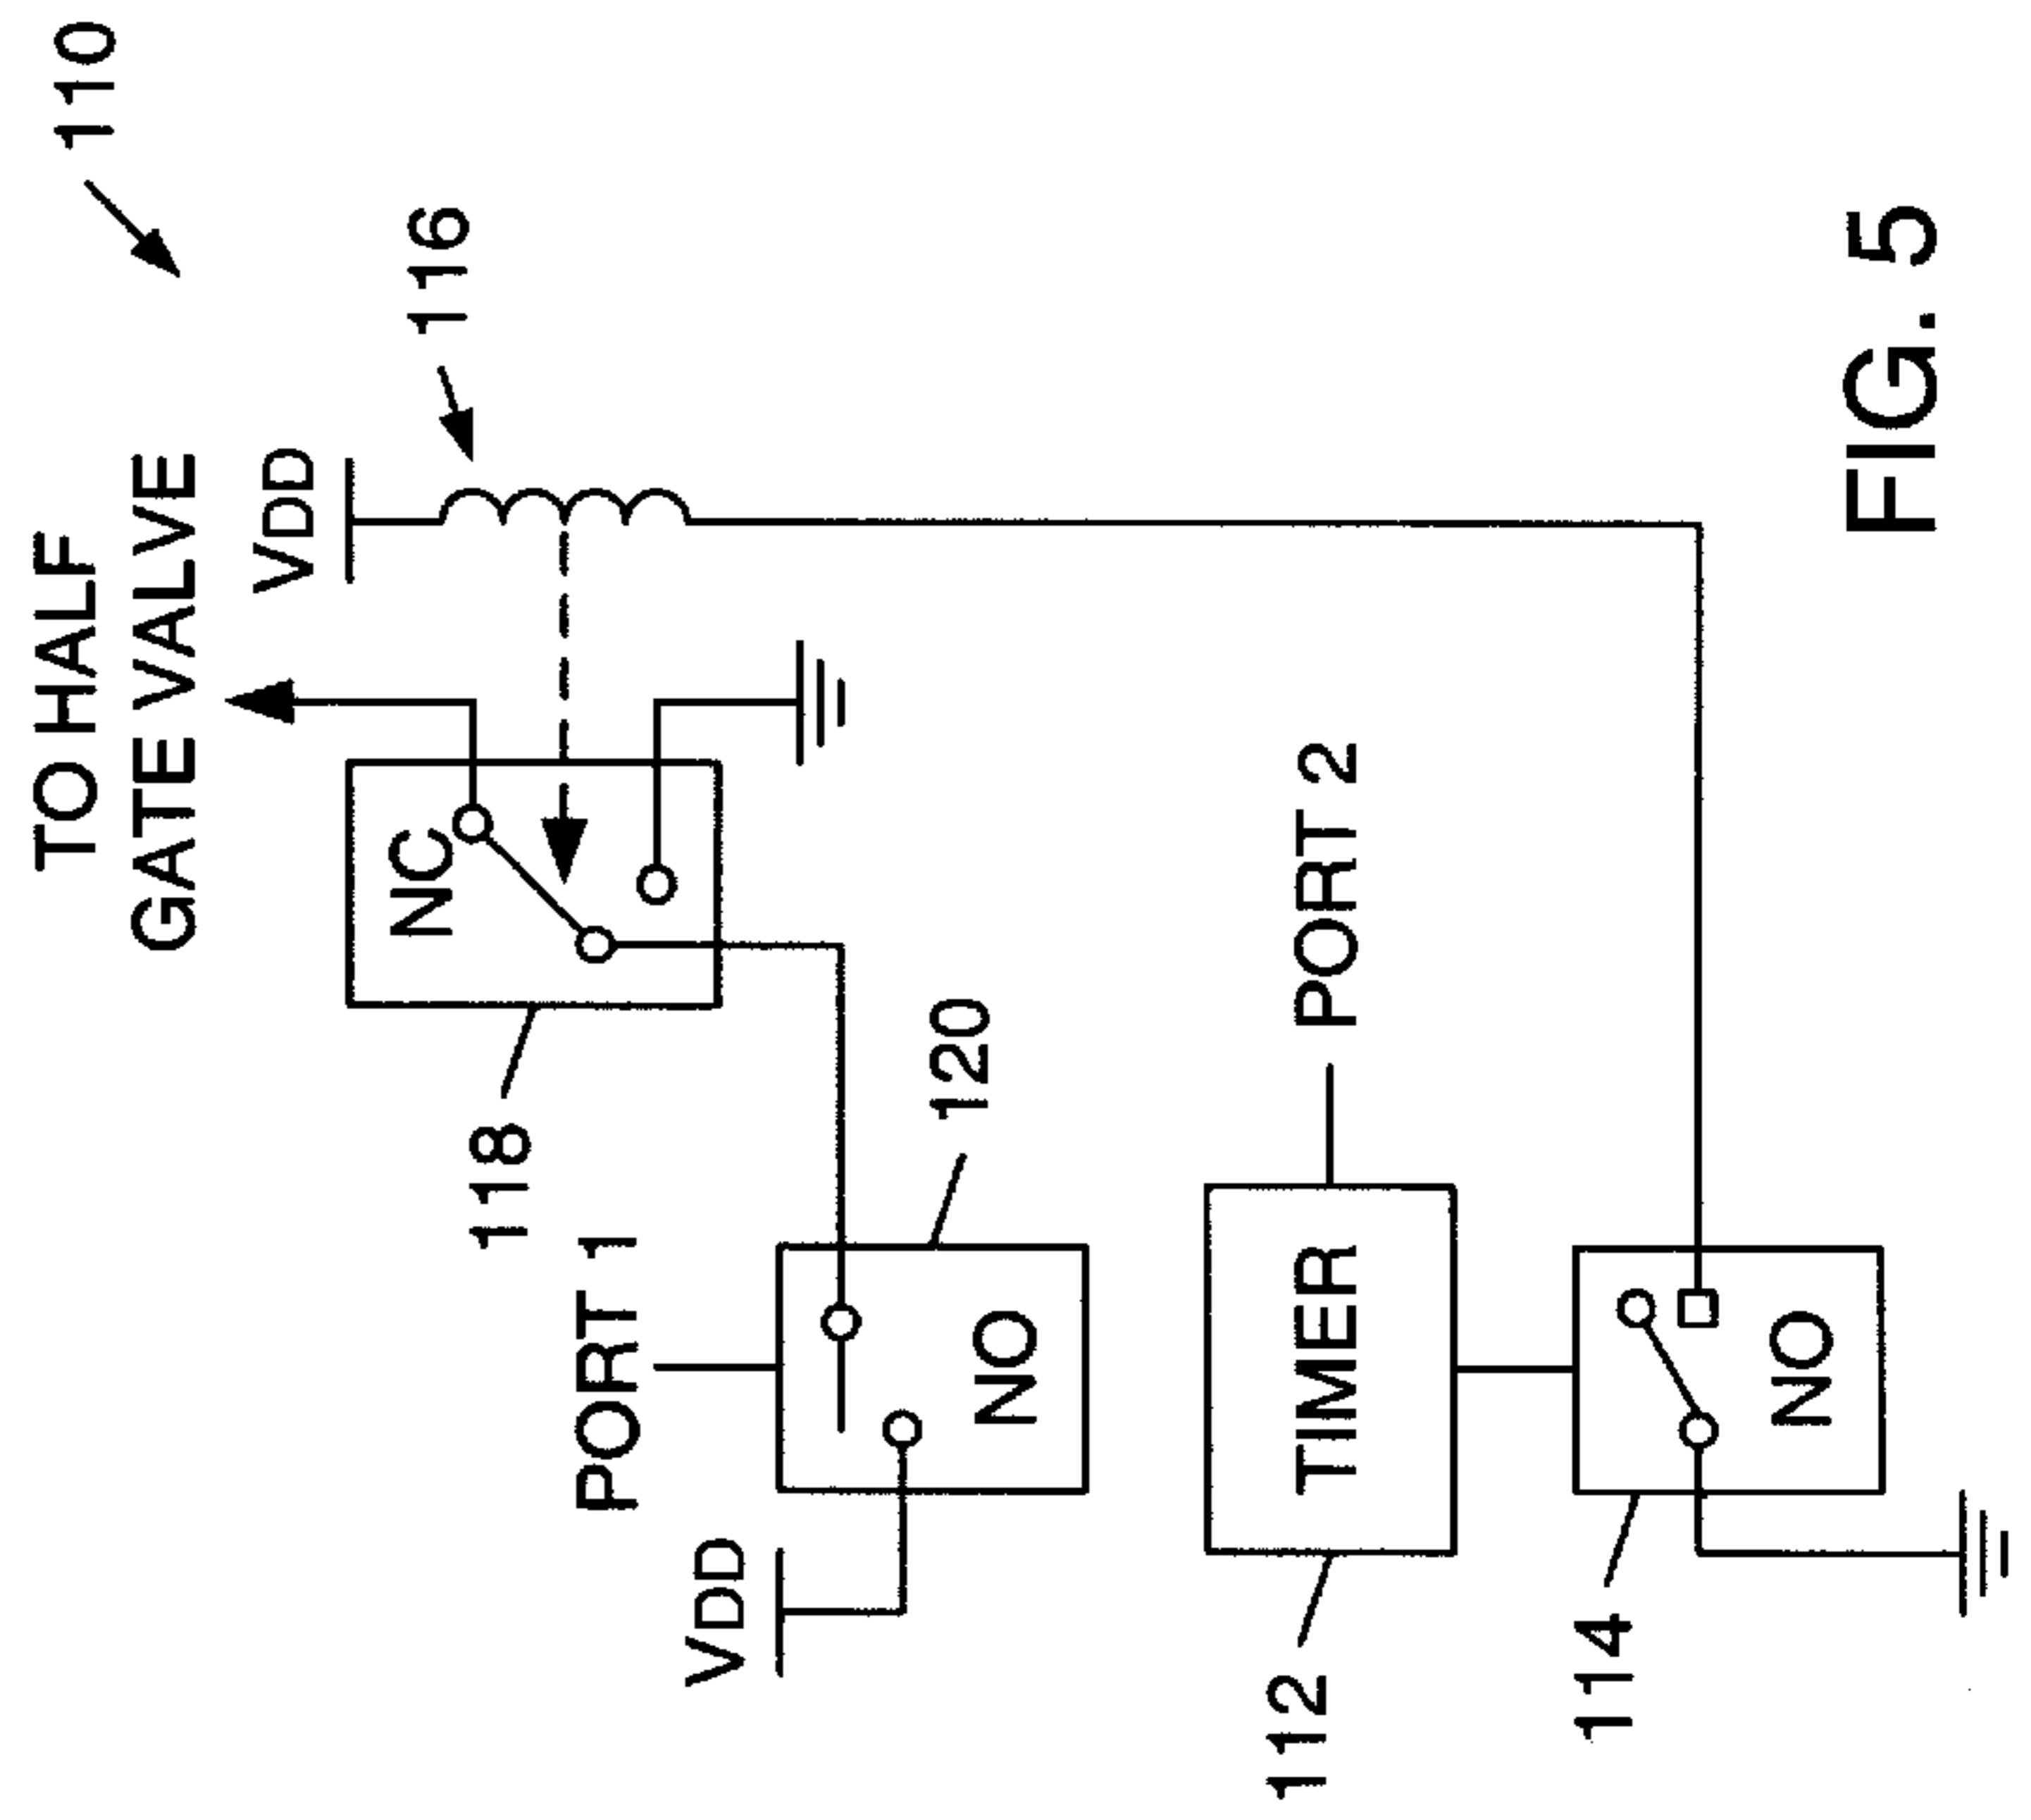 110
TO HALF
GATE VALVE
VDD
116
NC
118
PORT 1
120
VDD
NO
PORT 2
TIMER
112
114
NO
FIG. 5